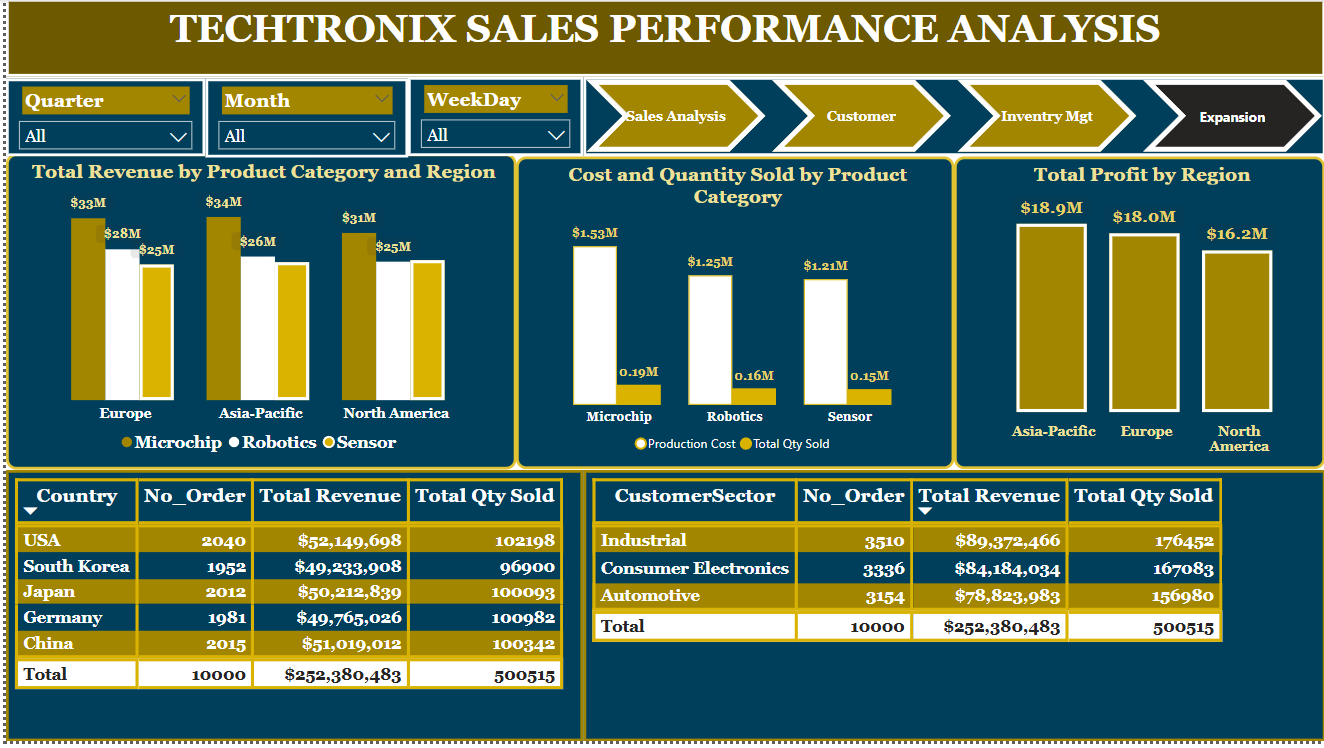 TECHTRONIX SALES PERFORMANCE ANALYSIS
Quarter
All
Month
All
WeekDay
All
Sales Analysis
Customer
Inventry Mgt
Expansion
Total Revenue by Product Category and Region
$33M
$28M
$25M
$34M
$26M
$31M
$25M
Europe
Asia-Pacific
North America
Microchip Robotics Sensor
Cost and Quantity Sold by Product
Category
$1.53M
0.19M
$1.25M
0.16M
$1.21M
0.15M
Microchip
Robotics
Sensor
Production Cost Total Qty Sold
Total Profit by Region
$18.9M
$18.0M
$16.2M
Asia-Pacific
Europe
North
America
Country No_Order Total Revenue Total Qty Sold
USA 2040 $52,149,698 102198
South Korea 1952 $49,233,908 96900
Japan 2012 $50,212,839 100093
Germany 1981 $49,765,026 100982
China 2015 $51,019,012 100342
Total 10000 $252,380,483 500515
CustomerSector No_Order Total Revenue Total Qty Sold
Industrial 3510 $89,372,466 176452
Consumer Electronics 3336 $84,184,034 167083
Automotive 3154 $78,823,983 156980
Total 10000 $252,380,483 500515